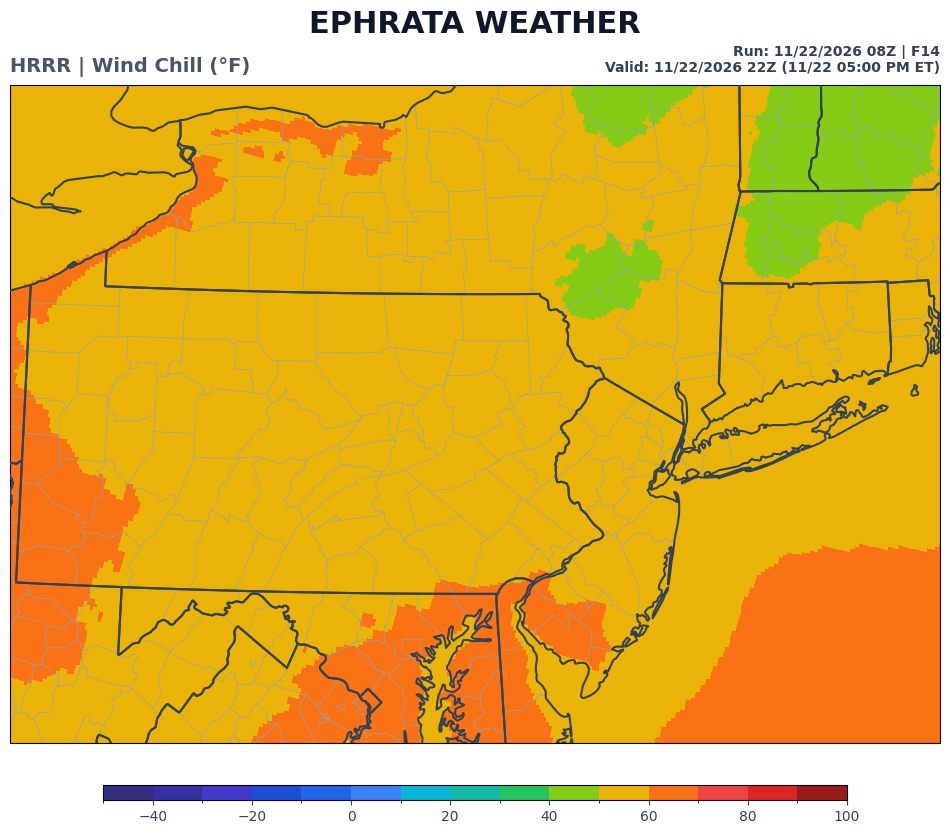 EPHRATA WEATHER
HRRR | Wind Chill (°F)
Run: 11/22/2026 08Z | F14
Valid: 11/22/2026 22Z (11/22 05:00 PM ET)
−40 −20 0 20 40 60 80 100